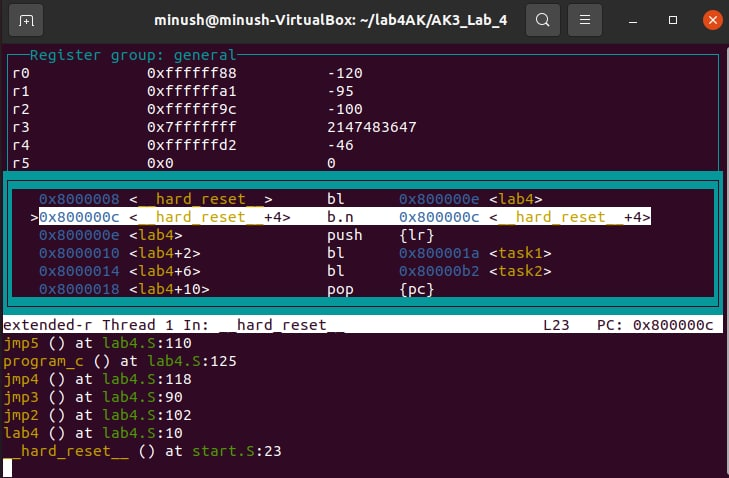 minush@minush-VirtualBox: ~/lab4AK/AK3_Lab_4
Register group: general
r0 0xffffff88 -120
r1 0xffffffa1 -95
r2 0xffffff9c -100
r3 0x7fffffff 2147483647
r4 0xffffffd2 -46
r5 0x0 0
0x8000008 <__hard_reset__> bl 0x800000e <lab4>
>0x800000c <__hard_reset__+4> b.n 0x800000c <__hard_reset__+4>
0x800000e <lab4> push {lr}
0x8000010 <lab4+2> bl 0x800001a <task1>
0x8000014 <lab4+6> bl 0x80000b2 <task2>
0x8000018 <lab4+10> pop {pc}
extended-r Thread 1 In: __hard_reset__ L23 PC: 0x800000c
jmp5 () at lab4.S:110
program_c () at lab4.S:125
jmp4 () at lab4.S:118
jmp3 () at lab4.S:90
jmp2 () at lab4.S:102
lab4 () at lab4.S:10
__hard_reset__ () at start.S:23